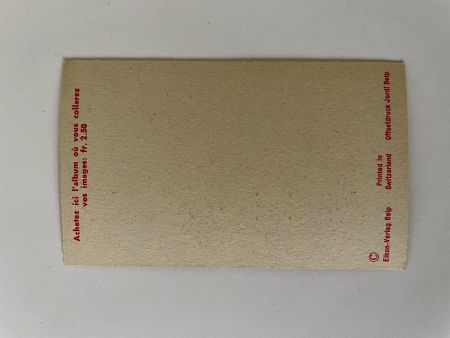 Achetez ici l'album où vous collerez
vos images: fr. 2.50
© Printed in
Eikon-Verlag Belp Switzerland Offsetdruck Jordi Belp